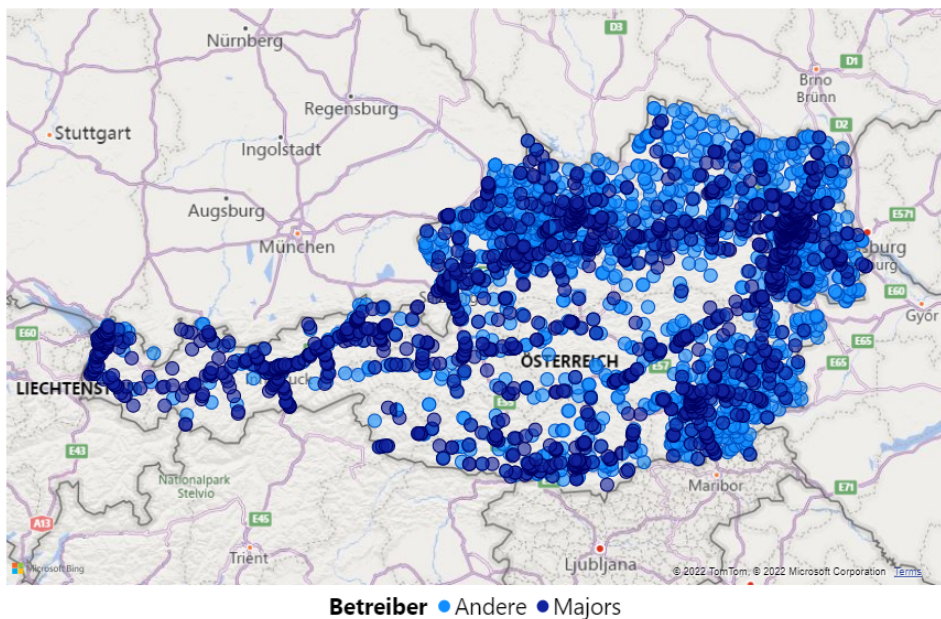 Nürnberg
D3
D1
Brno
Brünn
Regensburg
Stuttgart
Ingolstadt
D2
Augsburg
E571
München
E60
Győr
E60
E65
ÖSTERREICH
E57
E65
LIECHTENST
E43
Nationalpark
Stelvio
Maribor
E71
A13
E45
Trient
Ljubljana
Microsoft Bing
© 2022 TomTom, © 2022 Microsoft Corporation Terms
Betreiber Andere Majors